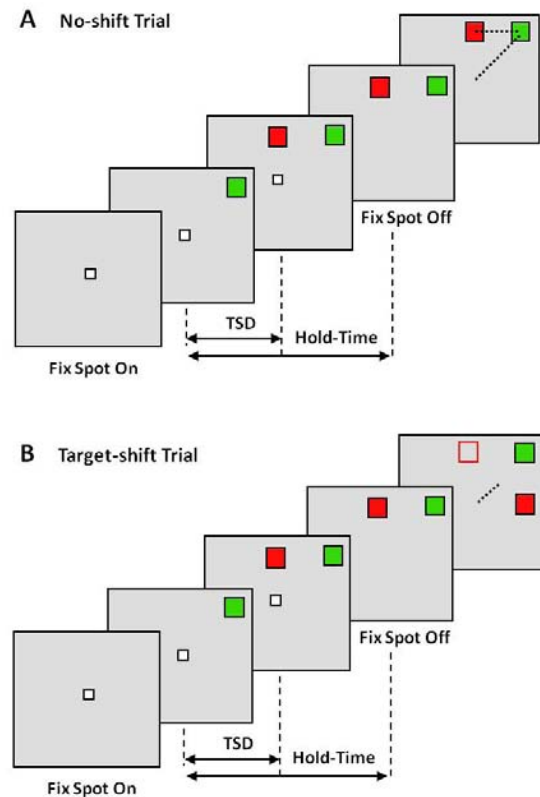 A No-shift Trial
Fix Spot Off
TSD
Hold-Time
Fix Spot On
B Target-shift Trial
Fix Spot Off
TSD
Hold-Time
Fix Spot On